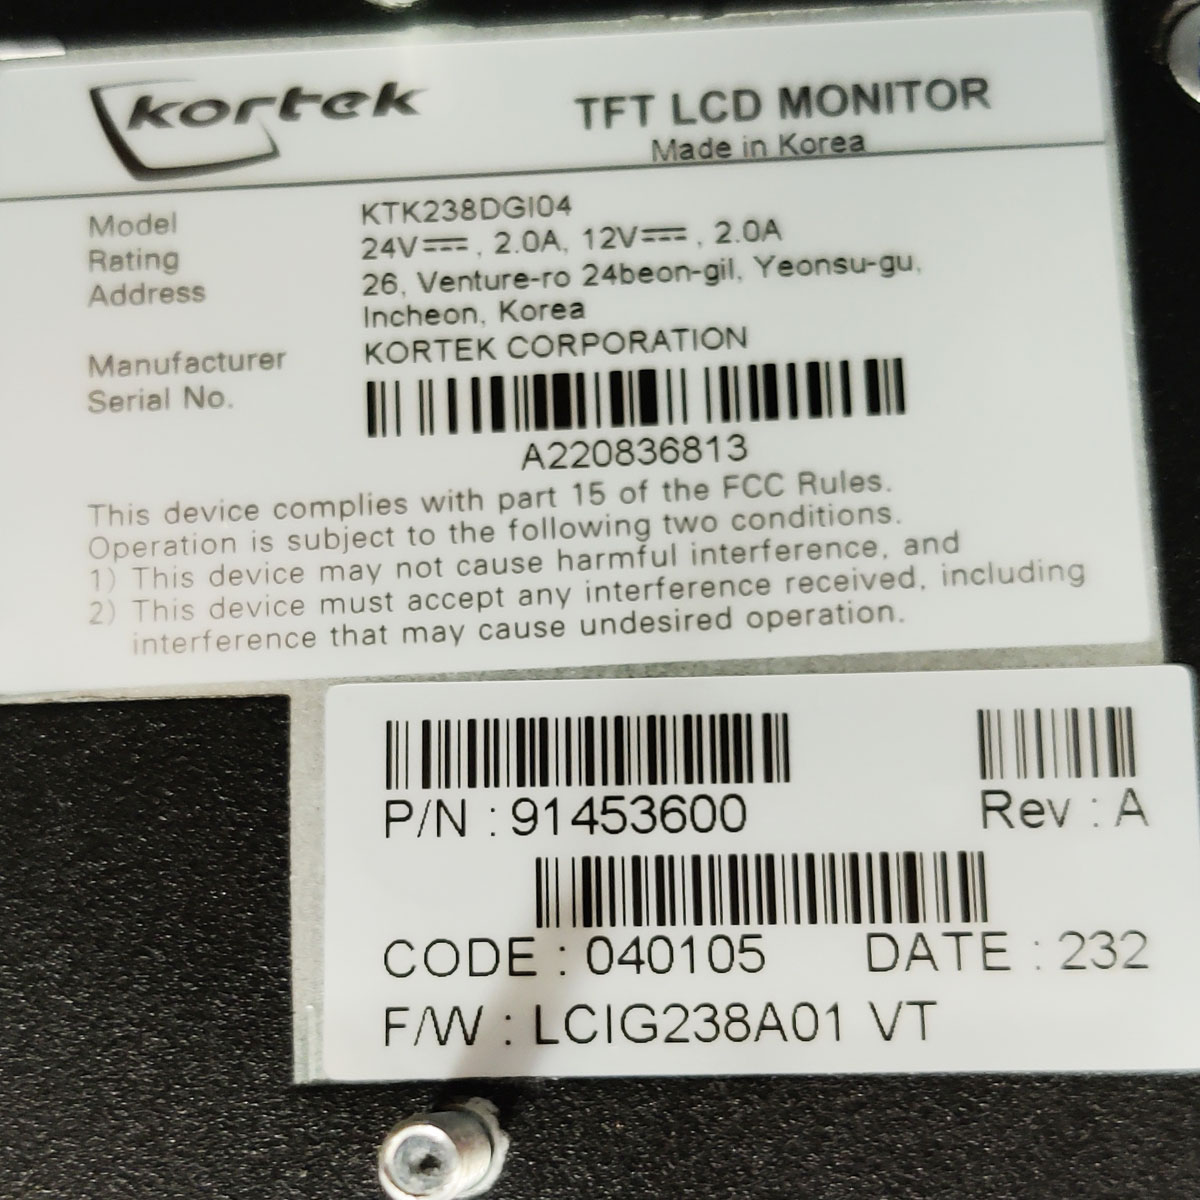 kortek
TFT LCD MONITOR
Made in Korea
Model KTK238DGI04
Rating 24V⎓, 2.0A, 12V⎓, 2.0A
Address 26, Venture-ro 24beon-gil, Yeonsu-gu,
Incheon, Korea
Manufacturer KORTEK CORPORATION
Serial No.
A220836813
This device complies with part 15 of the FCC Rules.
Operation is subject to the following two conditions.
1) This device may not cause harmful interference, and
2) This device must accept any interference received, including
interference that may cause undesired operation.
P/N : 91453600 Rev : A
CODE : 040105 DATE : 232
F/W : LCIG238A01 VT